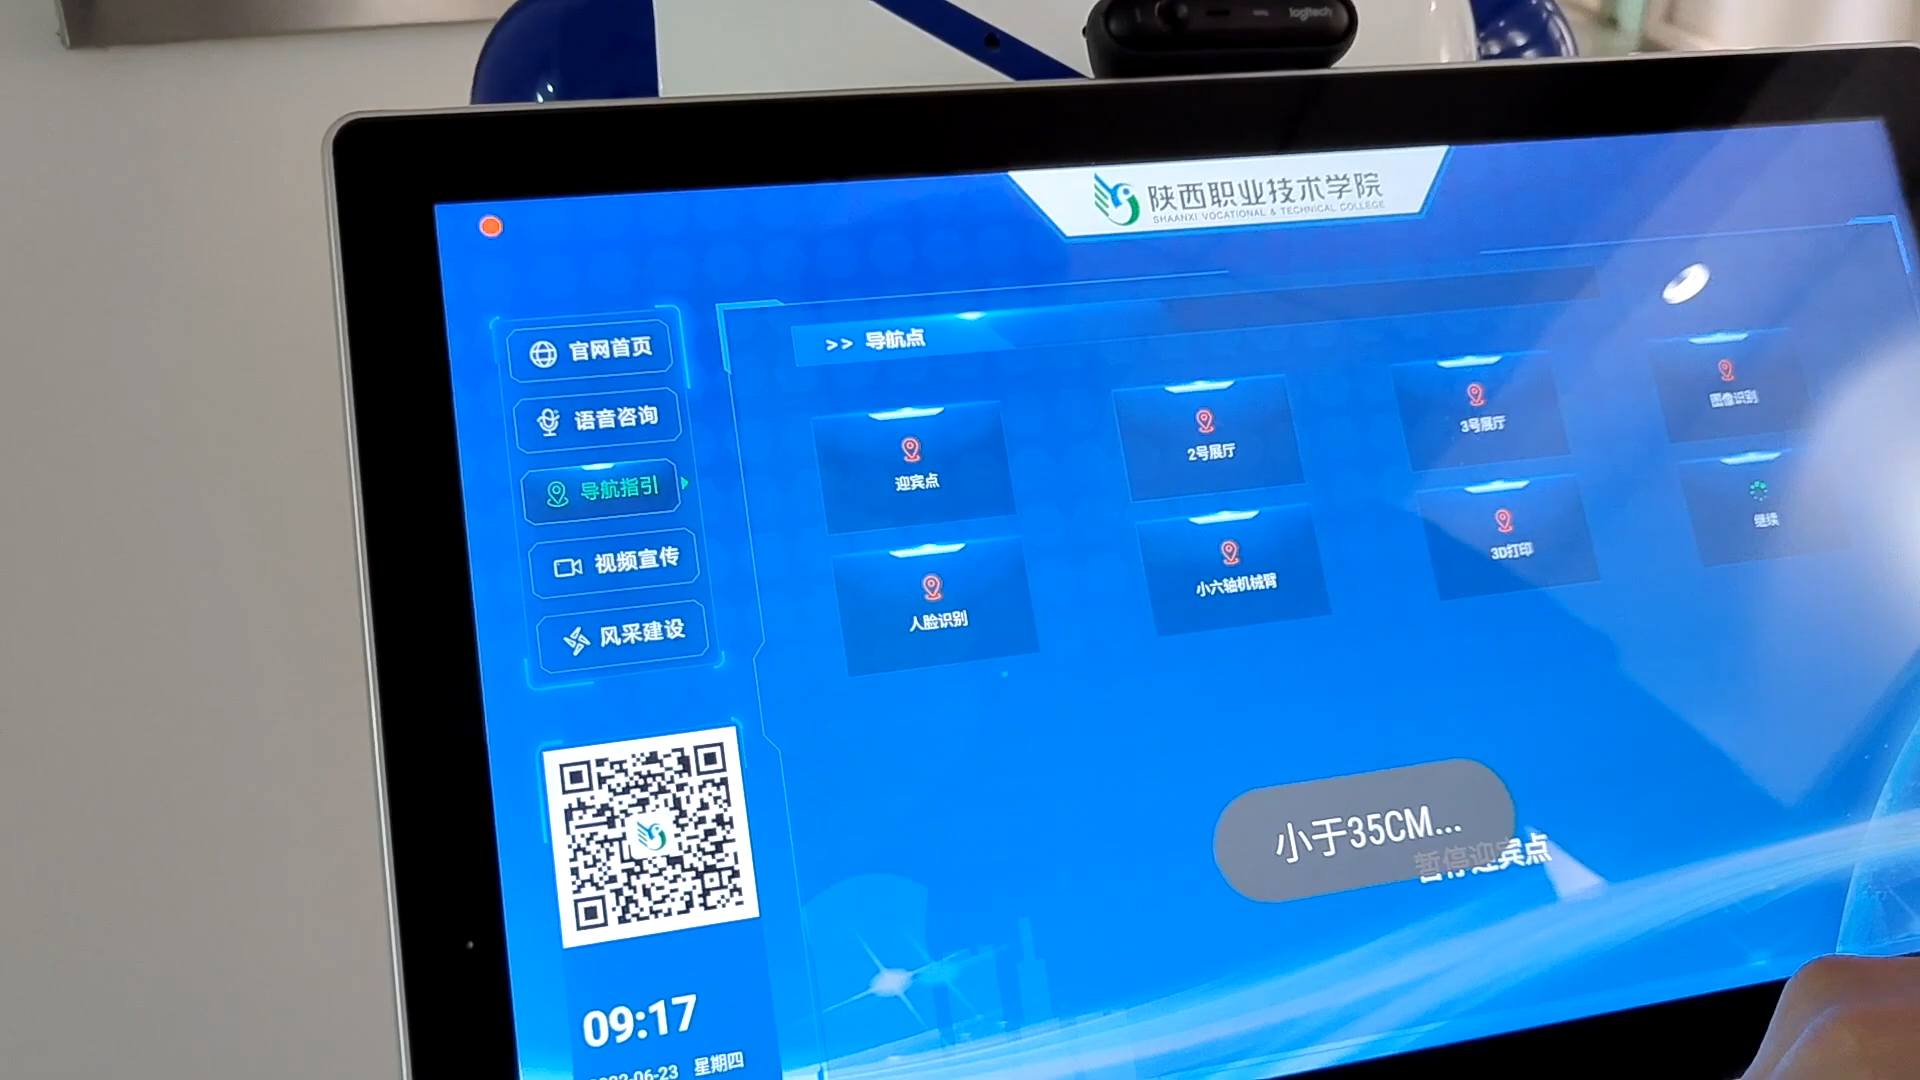 logitech
陕西职业技术学院
SHAANXI VOCATIONAL & TECHNICAL COLLEGE
官网首页
语音咨询
导航指引
视频宣传
风采建设
>> 导航点
迎宾点
2号展厅
3号展厅
图像识别
人脸识别
小六轴机械臂
3D打印
继续
小于35CM...
暂停迎宾点
09:17
2022-06-23 星期四